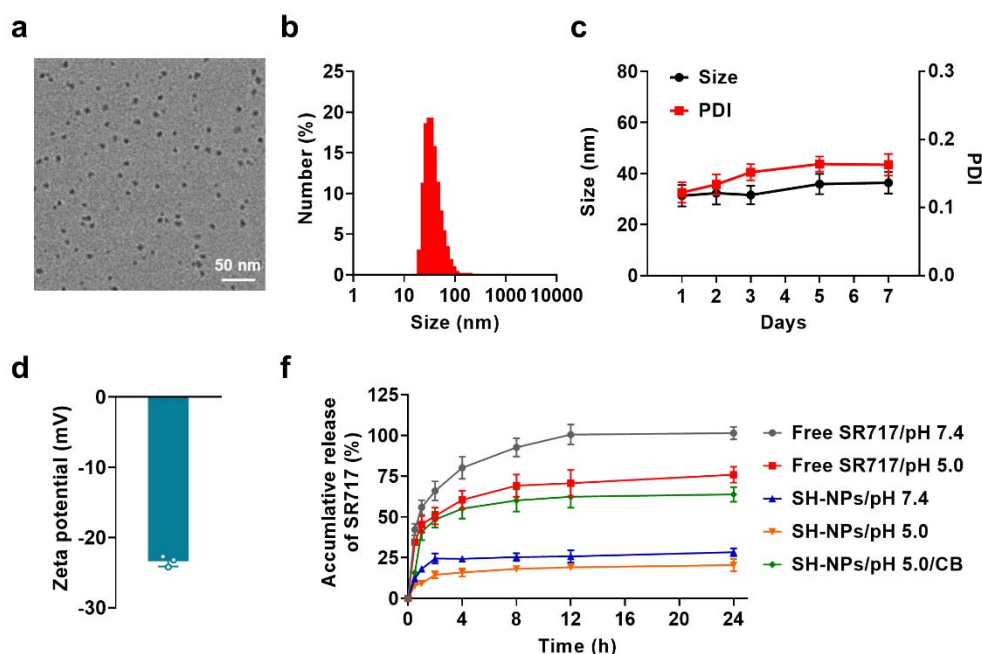 a
50 nm
b
Number (%)
25
20
15
10
5
0
1
10
100
1000
10000
Size (nm)
c
Size
PDI
Size (nm)
80
60
40
20
0
PDI
0.3
0.2
0.1
0.0
1 2 3 4 5 6 7
Days
d
Zeta potential (mV)
0
-10
-20
-30
f
Accumulative release
of SR717 (%)
125
100
75
50
25
0
0 4 8 12 16 20 24
Time (h)
Free SR717/pH 7.4
Free SR717/pH 5.0
SH-NPs/pH 7.4
SH-NPs/pH 5.0
SH-NPs/pH 5.0/CB